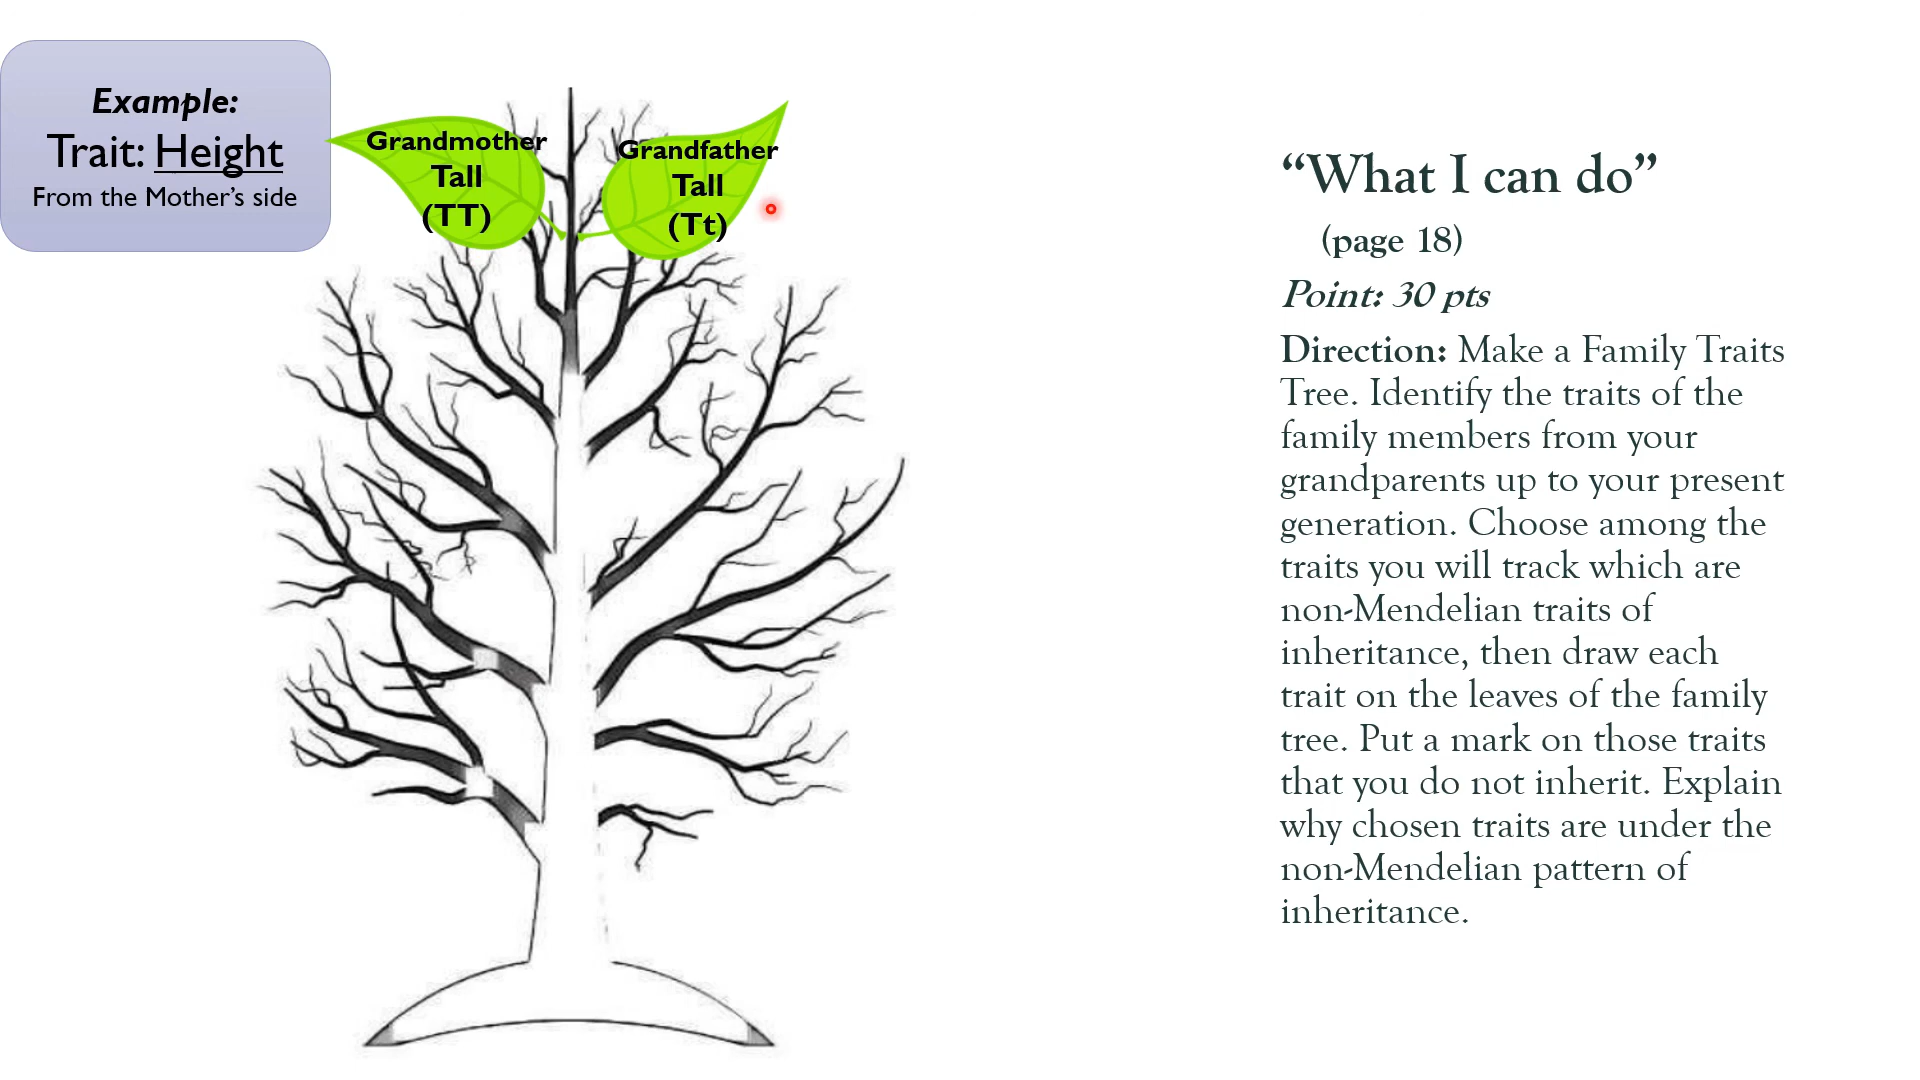 Example:
Trait: Height
From the Mother's side
Grandmother
Tall
(TT)
Grandfather
Tall
(Tt)
“What I can do”
(page 18)
Point: 30 pts
Direction: Make a Family Traits
Tree. Identify the traits of the
family members from your
grandparents up to your present
generation. Choose among the
traits you will track which are
non-Mendelian traits of
inheritance, then draw each
trait on the leaves of the family
tree. Put a mark on those traits
that you do not inherit. Explain
why chosen traits are under the
non-Mendelian pattern of
inheritance.